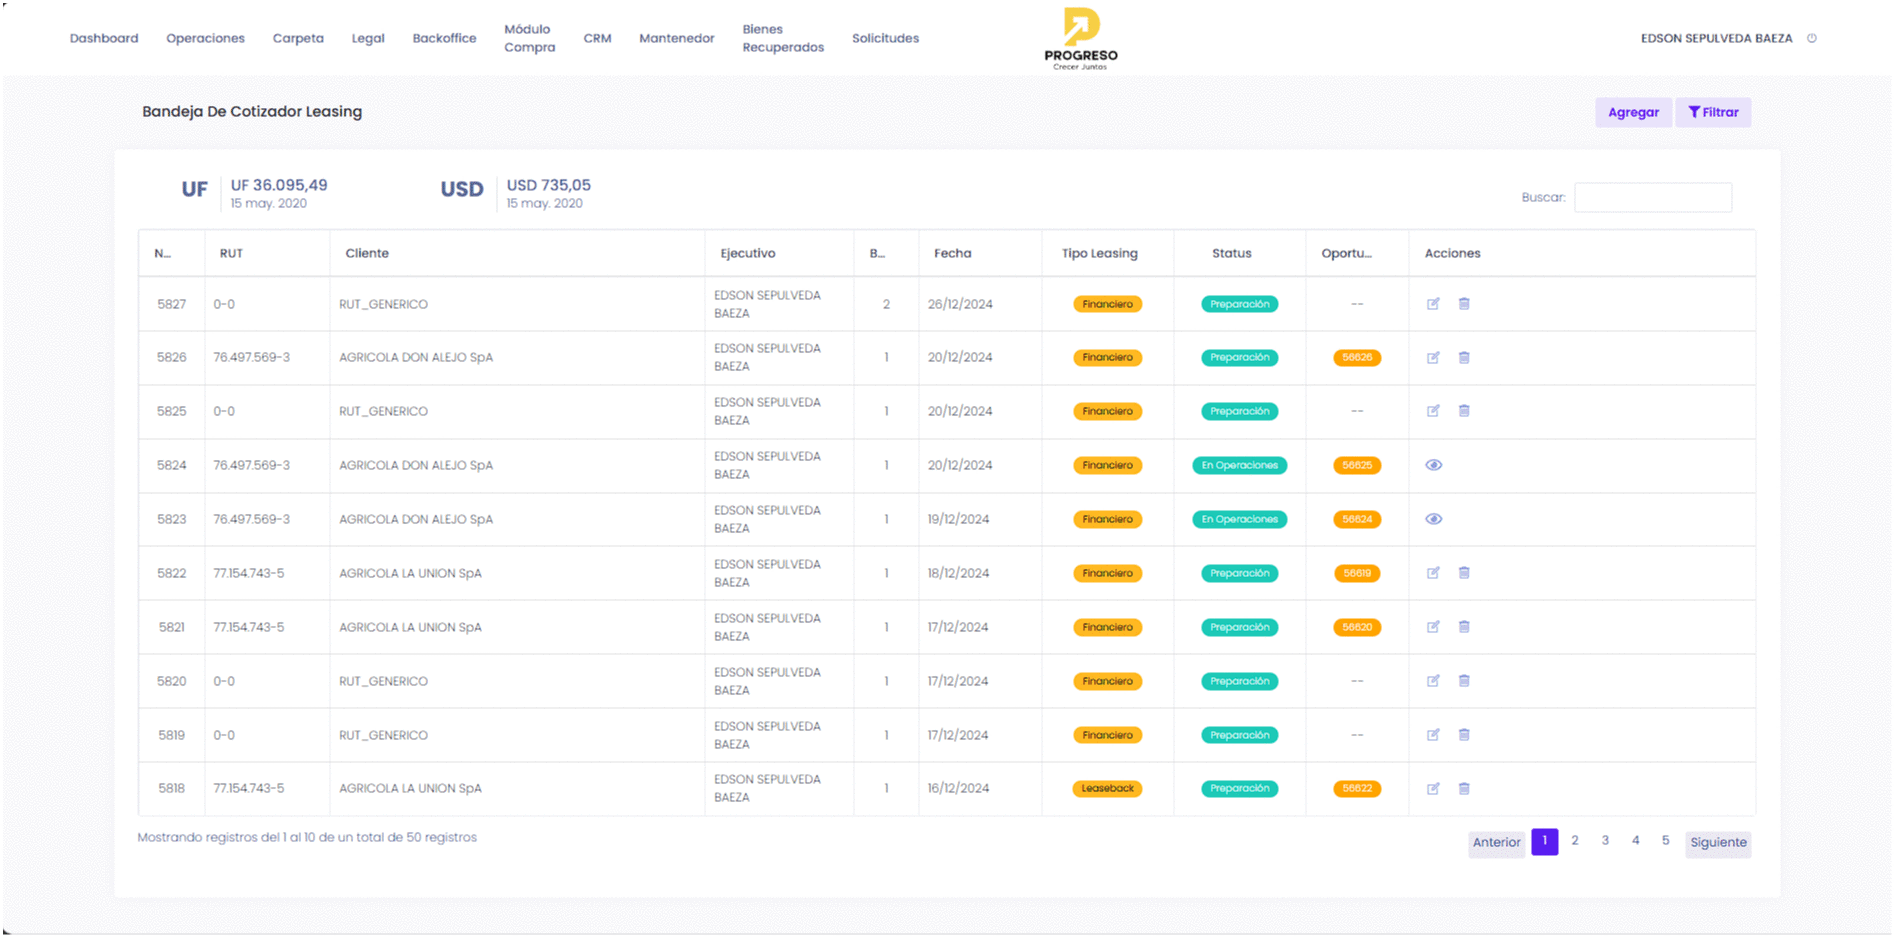 Dashboard Operaciones Carpeta Legal Backoffice Módulo Compra CRM Mantenedor Bienes Recuperados Solicitudes
PROGRESO
Crecer Juntos
EDSON SEPULVEDA BAEZA
Bandeja De Cotizador Leasing
Agregar Filtrar
UF UF 36.095,49
15 may. 2020
USD USD 735,05
15 may. 2020
Buscar:
N... RUT Cliente Ejecutivo B... Fecha Tipo Leasing Status Oportu... Acciones
5827 0-0 RUT_GENERICO EDSON SEPULVEDA BAEZA 2 26/12/2024 Financiero Preparación --
5826 76.497.569-3 AGRICOLA DON ALEJO SpA EDSON SEPULVEDA BAEZA 1 20/12/2024 Financiero Preparación 56626
5825 0-0 RUT_GENERICO EDSON SEPULVEDA BAEZA 1 20/12/2024 Financiero Preparación --
5824 76.497.569-3 AGRICOLA DON ALEJO SpA EDSON SEPULVEDA BAEZA 1 20/12/2024 Financiero En Operaciones 56625
5823 76.497.569-3 AGRICOLA DON ALEJO SpA EDSON SEPULVEDA BAEZA 1 19/12/2024 Financiero En Operaciones 56624
5822 77.154.743-5 AGRICOLA LA UNION SpA EDSON SEPULVEDA BAEZA 1 18/12/2024 Financiero Preparación 56619
5821 77.154.743-5 AGRICOLA LA UNION SpA EDSON SEPULVEDA BAEZA 1 17/12/2024 Financiero Preparación 56620
5820 0-0 RUT_GENERICO EDSON SEPULVEDA BAEZA 1 17/12/2024 Financiero Preparación --
5819 0-0 RUT_GENERICO EDSON SEPULVEDA BAEZA 1 17/12/2024 Financiero Preparación --
5818 77.154.743-5 AGRICOLA LA UNION SpA EDSON SEPULVEDA BAEZA 1 16/12/2024 Leaseback Preparación 56622
Mostrando registros del 1 al 10 de un total de 50 registros
Anterior 1 2 3 4 5 Siguiente